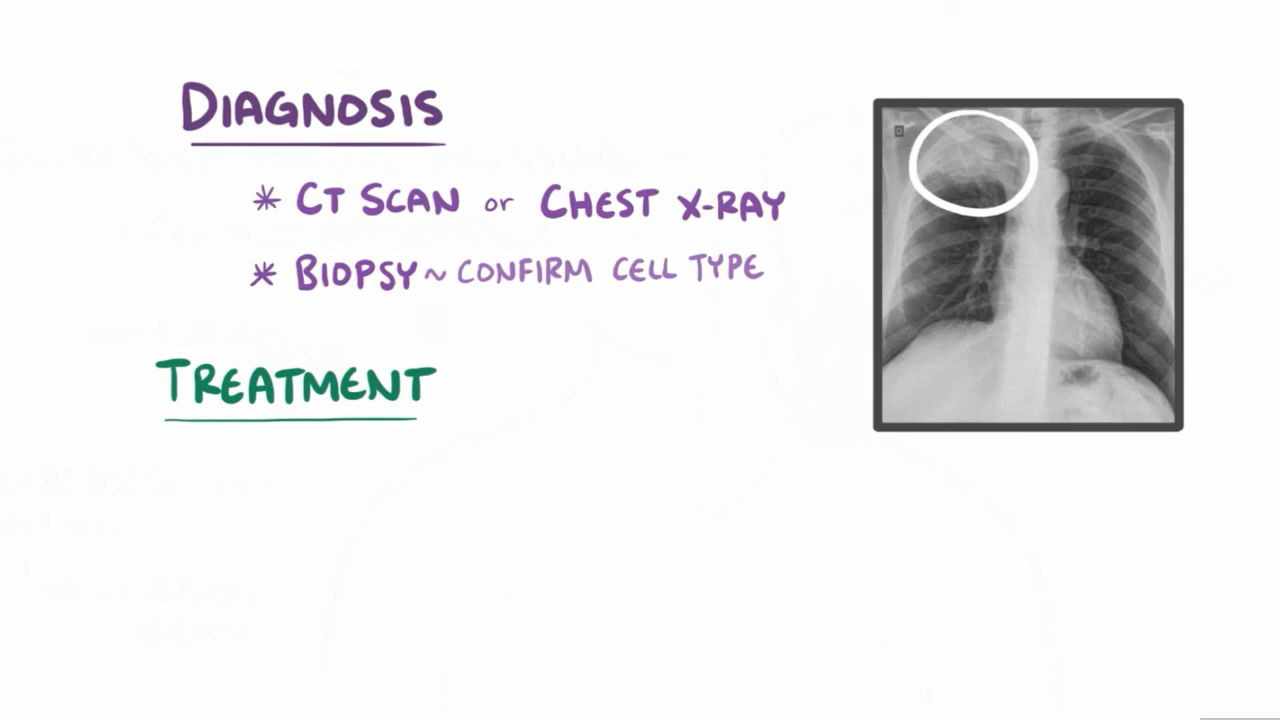 DIAGNOSIS
* CT SCAN or CHEST X-RAY
* BIOPSY ~ CONFIRM CELL TYPE
TREATMENT
D